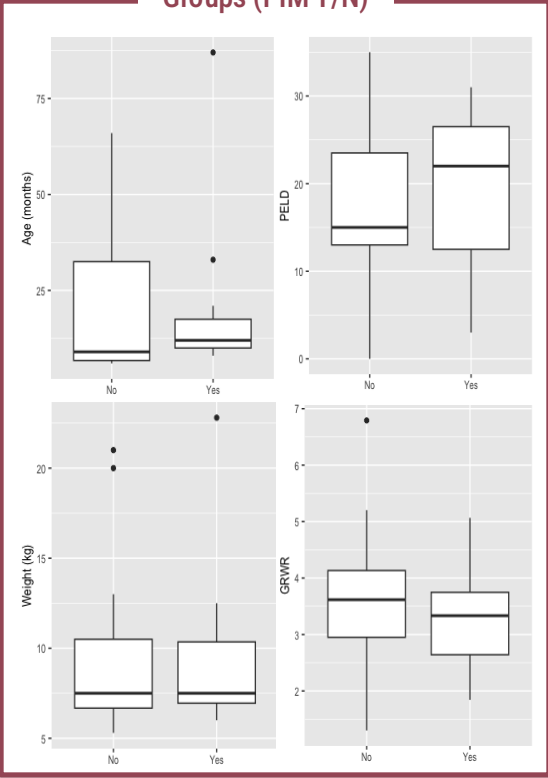 Groups (PIM Y/N)
Age (months)
75
50
25
No
Yes
PELD
30
20
10
0
No
Yes
Weight (kg)
20
15
10
5
No
Yes
GRWR
7
6
5
4
3
2
No
Yes